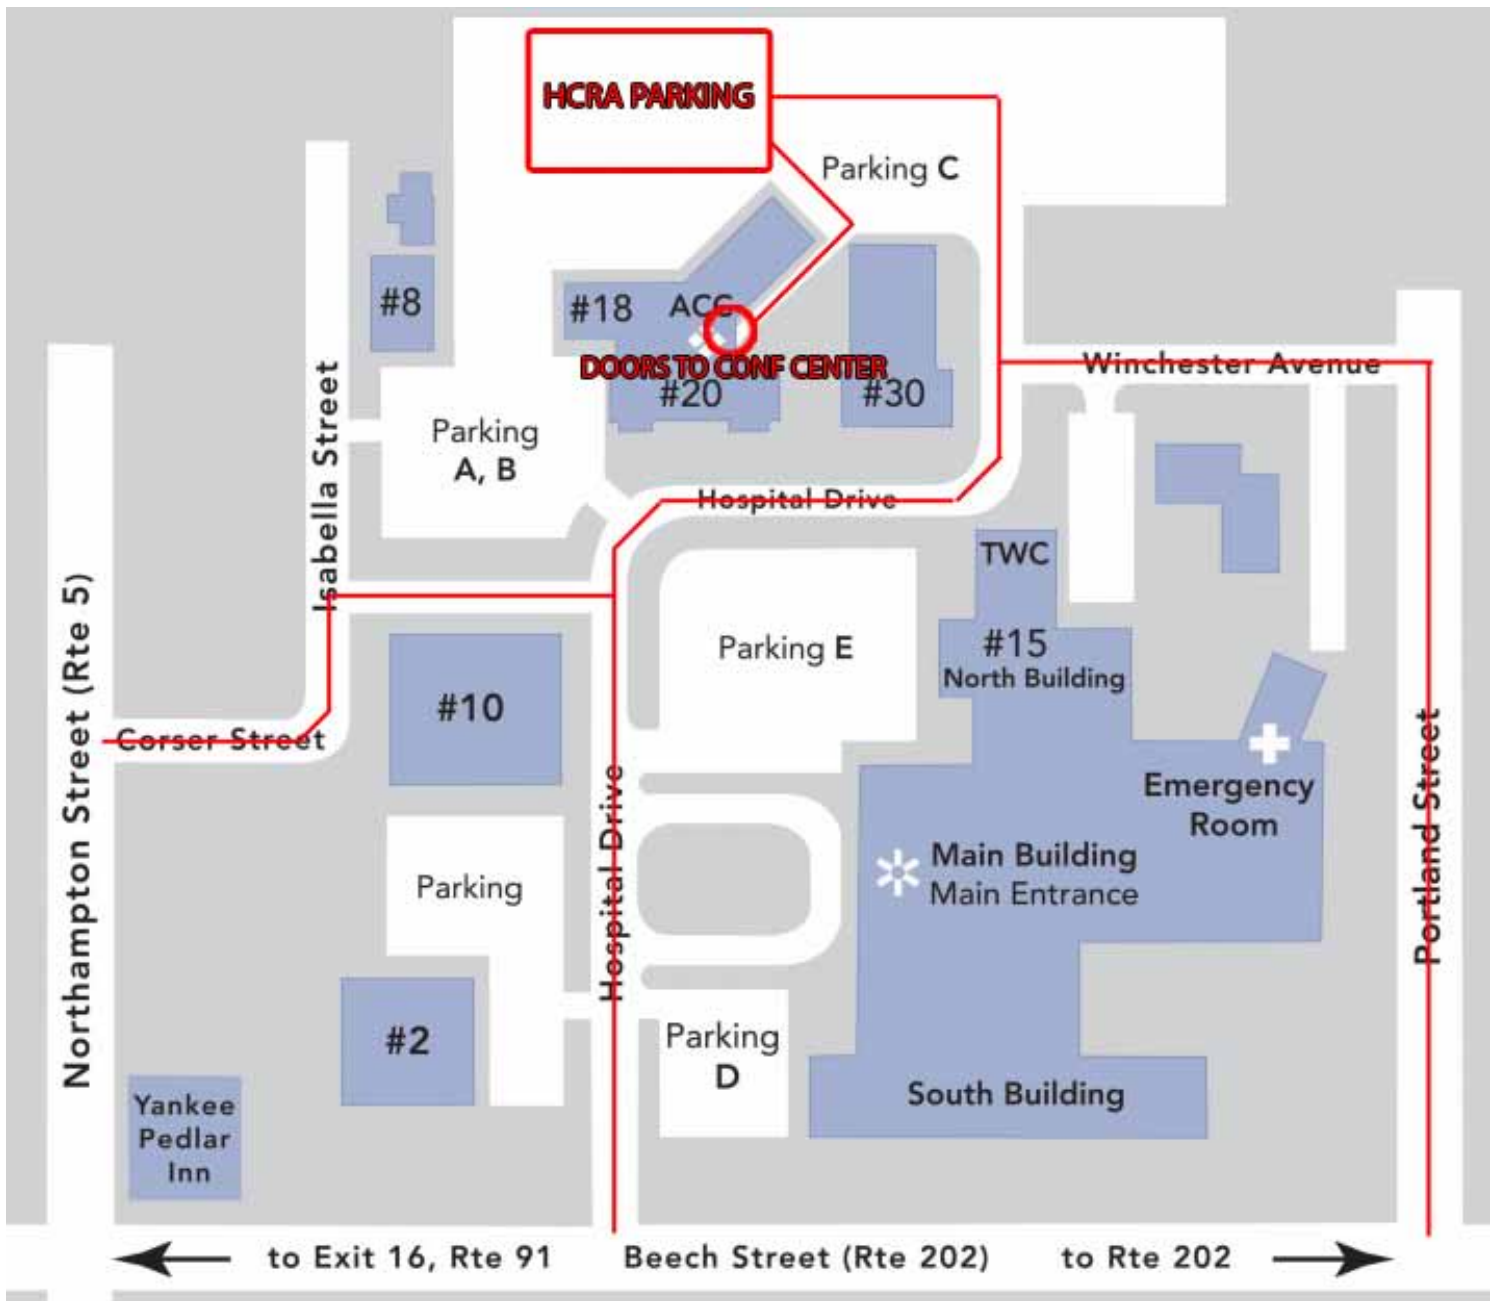 HCRA PARKING
Parking C
#8
#18
ACC
DOORS TO CONF CENTER
#20
#30
Winchester Avenue
Isabella Street
Parking
A, B
Hospital Drive
TWC
#15
North Building
Parking E
Northampton Street (Rte 5)
#10
Corser Street
Hospital Drive
Emergency
Room
Portland Street
Main Building
Main Entrance
Parking
#2
Parking
D
South Building
Yankee
Pedlar
Inn
to Exit 16, Rte 91
Beech Street (Rte 202)
to Rte 202